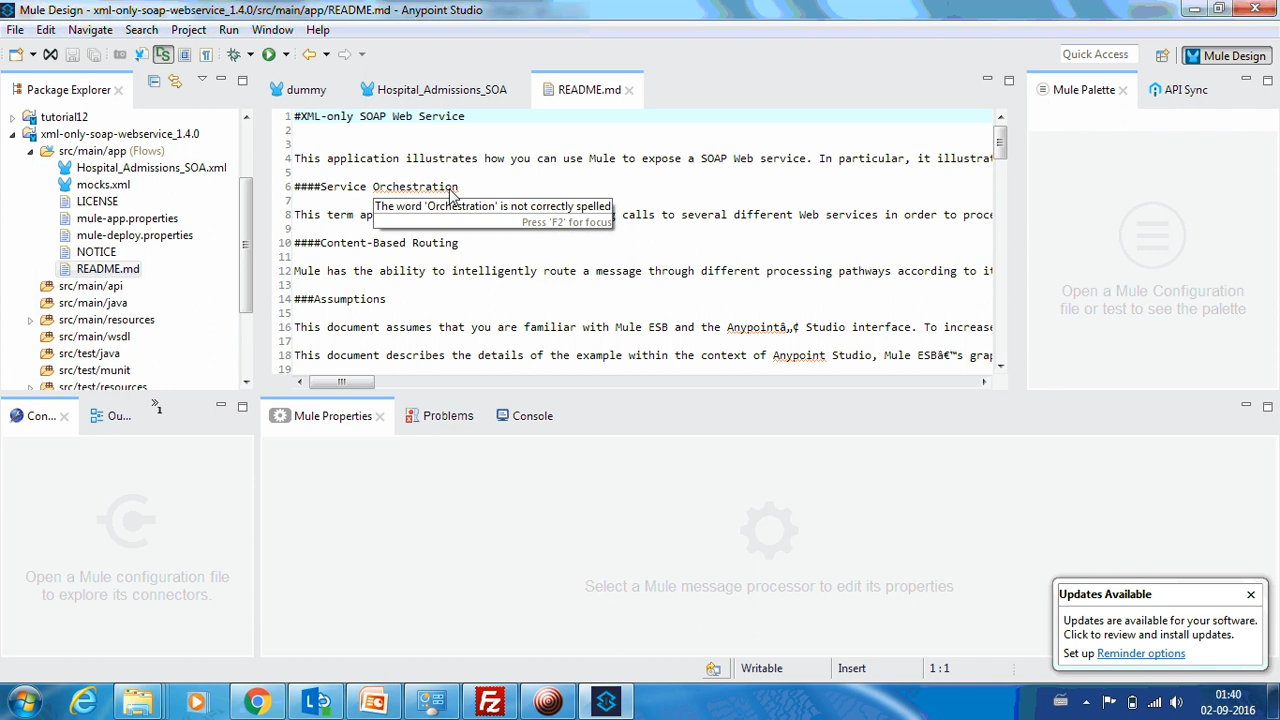 Mule Design - xml-only-soap-webservice_1.4.0/src/main/app/README.md - Anypoint Studio
File Edit Navigate Search Project Run Window Help
Quick Access
Mule Design
Package Explorer
dummy
Hospital_Admissions_SOA
README.md
Mule Palette
API Sync
tutorial12
xml-only-soap-webservice_1.4.0
src/main/app (Flows)
Hospital_Admissions_SOA.xml
mocks.xml
LICENSE
mule-app.properties
mule-deploy.properties
NOTICE
README.md
src/main/api
src/main/java
src/main/resources
src/main/wsdl
src/test/java
src/test/munit
src/test/resources
1 #XML-only SOAP Web Service
2
3
4 This application illustrates how you can use Mule to expose a SOAP Web service. In particular, it illustrat
5
6 ####Service Orchestration
The word 'Orchestration' is not correctly spelled
Press 'F2' for focus
7
8 This term ap calls to several different Web services in order to proce
9
10 ####Content-Based Routing
11
12 Mule has the ability to intelligently route a message through different processing pathways according to it
13
14 ###Assumptions
15
16 This document assumes that you are familiar with Mule ESB and the Anypointâ„¢ Studio interface. To increase
17
18 This document describes the details of the example within the context of Anypoint Studio, Mule ESBâ€™s grap
19
Open a Mule Configuration
file or test to see the palette
Con...
Ou...
1
Mule Properties
Problems
Console
Open a Mule configuration file
to explore its connectors.
Select a Mule message processor to edit its properties
Updates Available
Updates are available for your software.
Click to review and install updates.
Set up Reminder options
Writable
Insert
1 : 1
01:40
02-09-2016